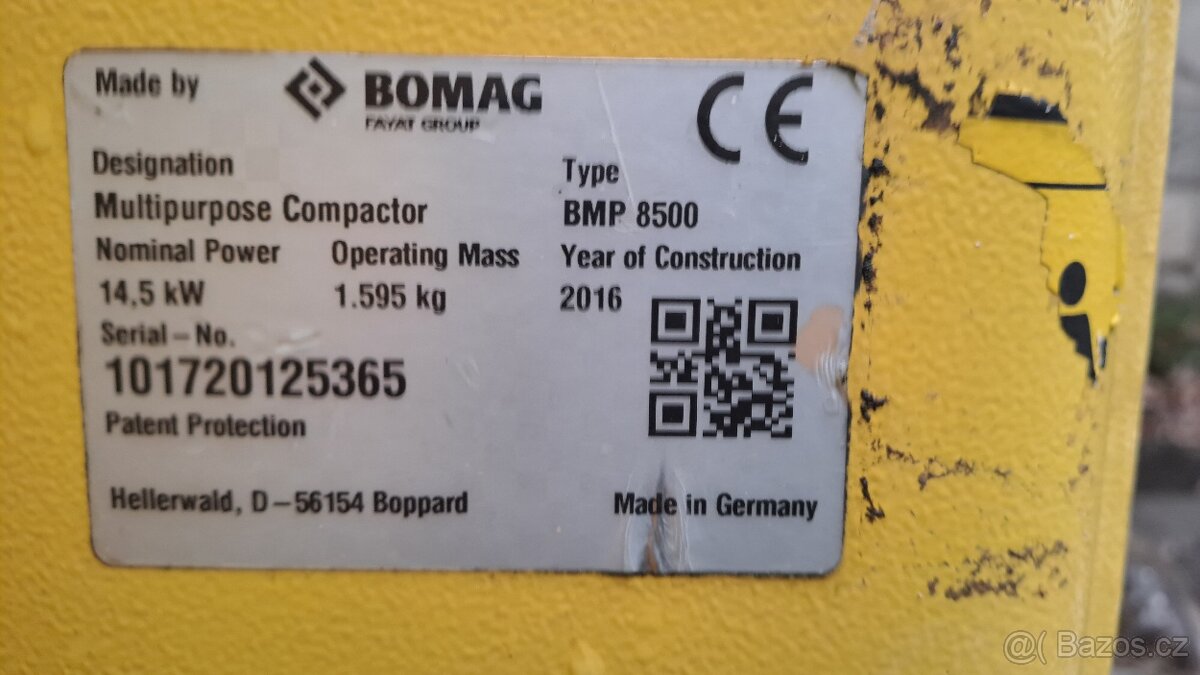 Made by BOMAG
FAYAT GROUP
CE
Designation Type
Multipurpose Compactor BMP 8500
Nominal Power Operating Mass Year of Construction
14,5 kW 1.595 kg 2016
Serial-No.
101720125365
Patent Protection
Hellerwald, D-56154 Boppard Made in Germany
@( Bazos.cz